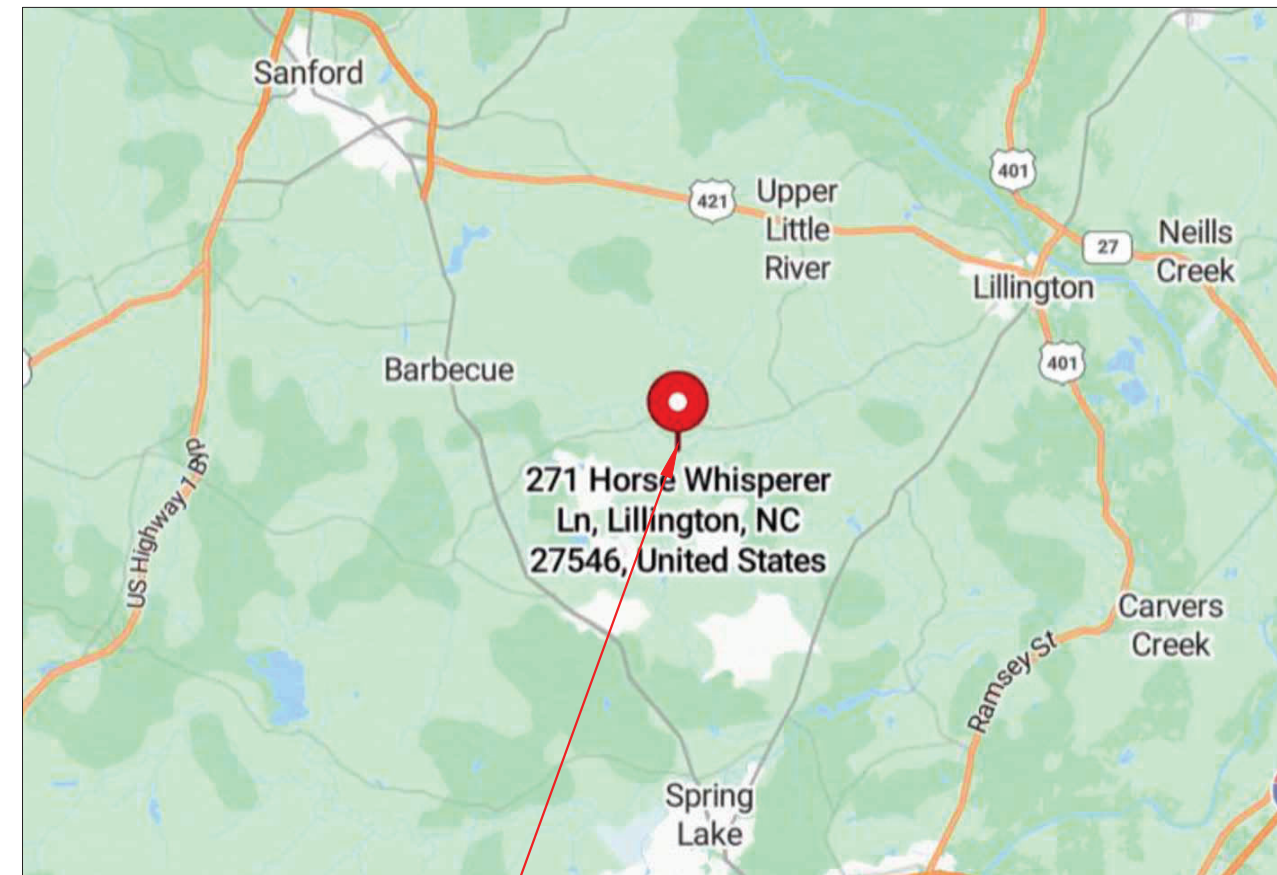 Sanford
401
421
Upper
Little
River
Neills
Creek
27
Lillington
401
Barbecue
271 Horse Whisperer
Ln, Lillington, NC
27546, United States
US Highway 1 Byp
Carvers
Creek
Ramsey St
Spring
Lake